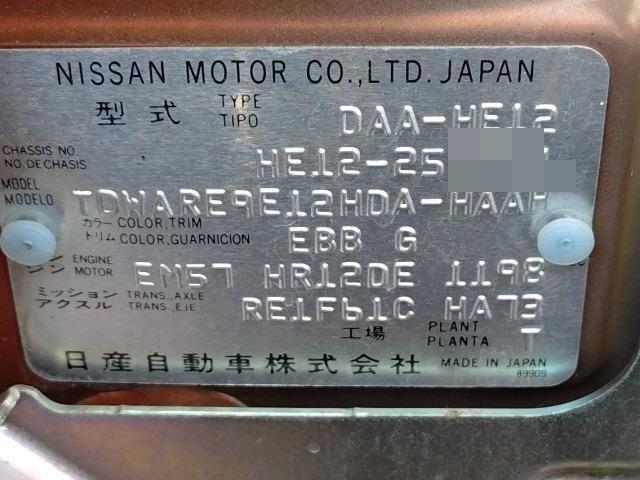 NISSAN MOTOR CO.,LTD. JAPAN
型式 TYPE TIPO DAA-HE12
CHASSIS NO. NO. DE CHASIS HE12-25
MODEL MODELO TDWARE9E12HDA-HAAH
カラー COLOR,TRIM
トリム COLOR,GUARNICION EBB G
ENGINE MOTOR EM57 HR12DE 1198
ミッション TRANS.,AXLE
アクスル TRANS.,EJE RE1F61C HA73
工場 PLANT PLANTA T
日産自動車株式会社 MADE IN JAPAN
89909